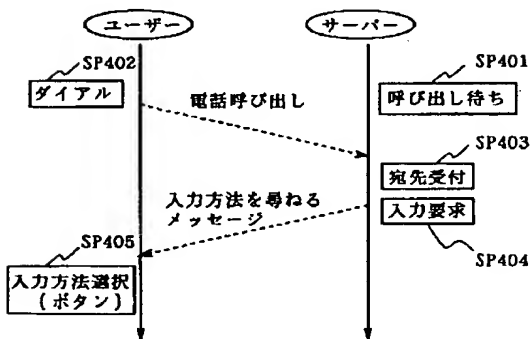 ユーザー
サーバー
SP402
SP401
ダイアル
呼び出し待ち
電話呼び出し
SP403
宛先受付
入力方法を尋ねる
メッセージ
入力要求
SP405
SP404
入力方法選択
(ボタン)